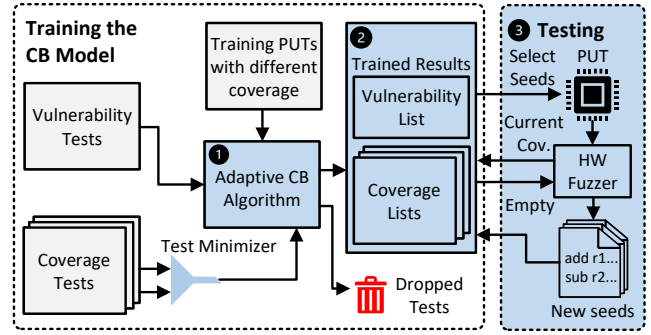 Training the
CB Model
Training PUTs
with different
coverage
Vulnerability
Tests
1
Adaptive CB
Algorithm
Coverage
Tests
Test Minimizer
Dropped
Tests
2
Trained Results
Vulnerability
List
Coverage
Lists
3 Testing
Select
Seeds
PUT
Current
Cov.
HW
Fuzzer
Empty
add r1...
sub r2...
New seeds